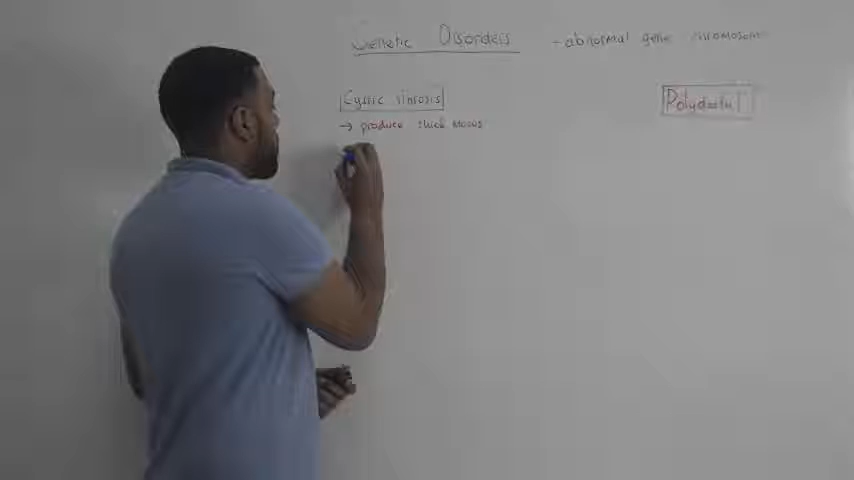 Genetic Disorders - abnormal gene chromosome
Cystic fibrosis
→ produce thick mucus
Polydactyl